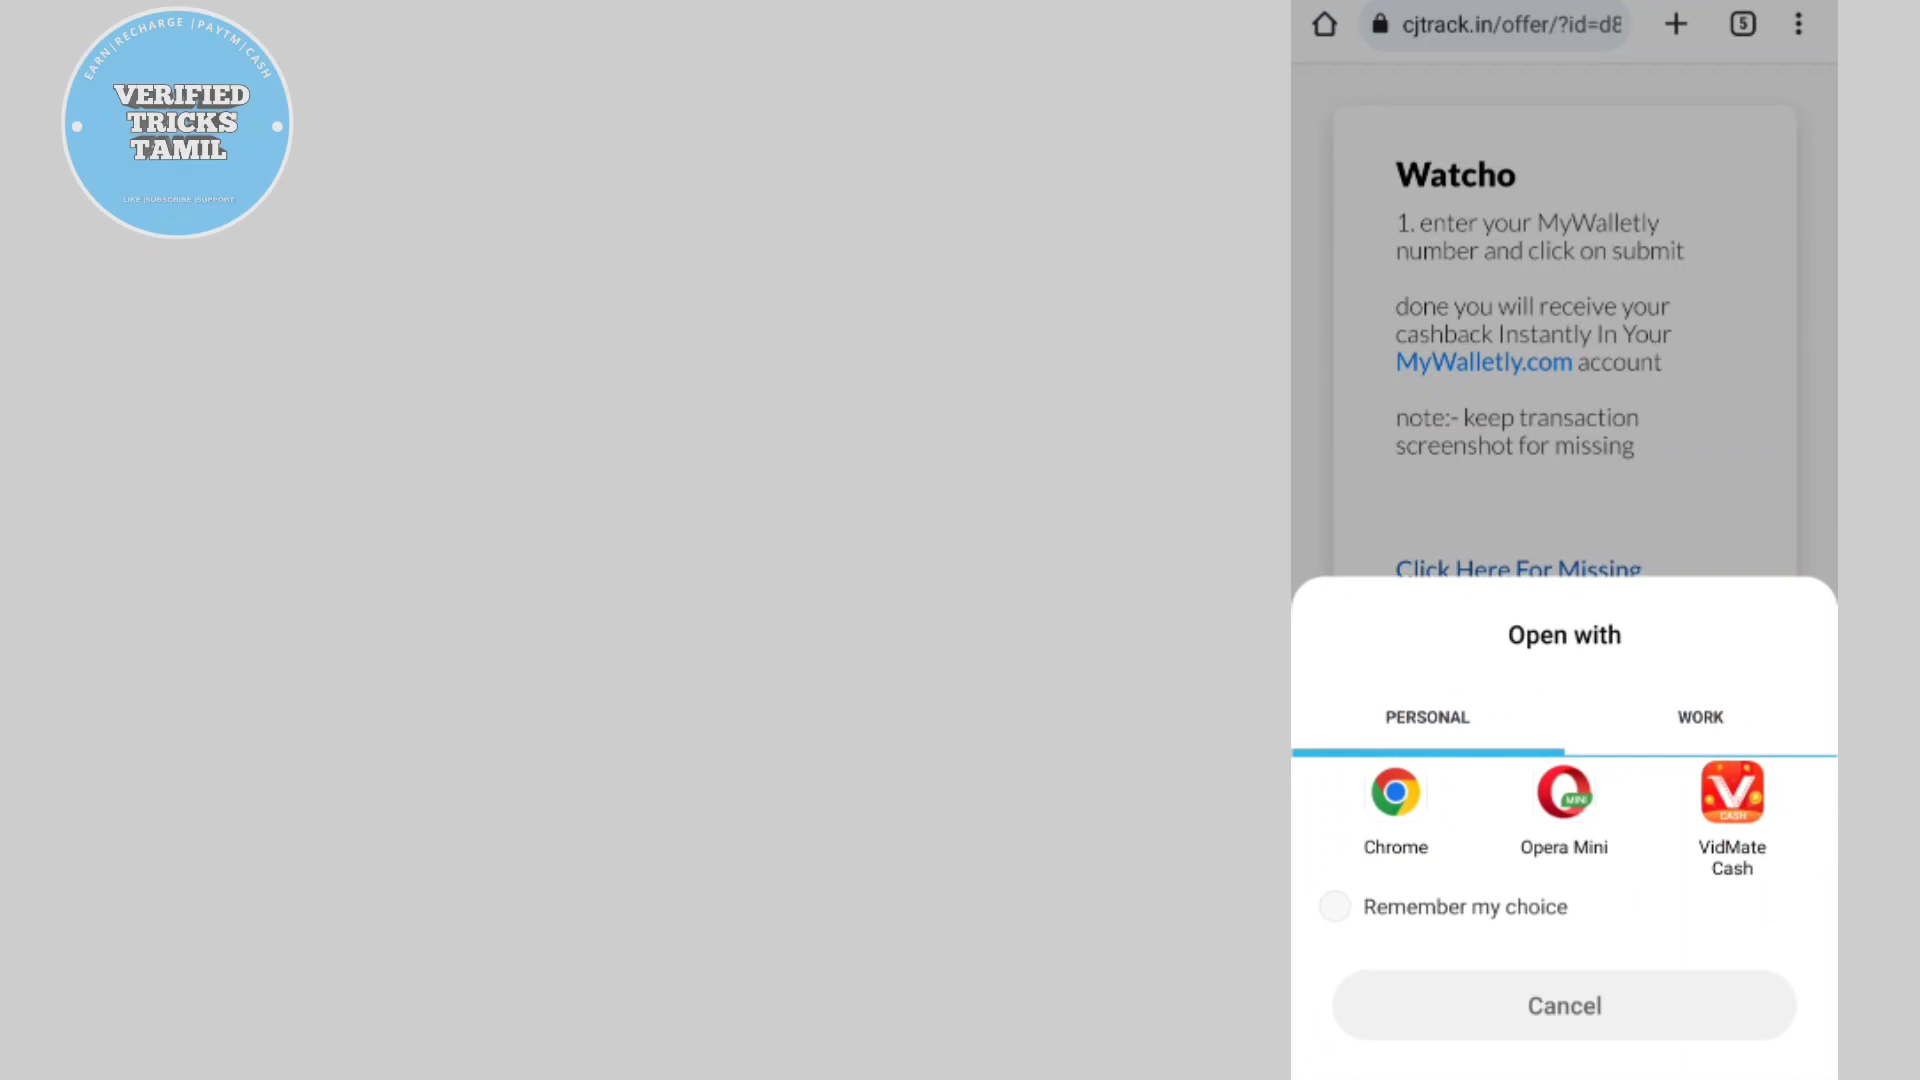 EARN|RECHARGE |PAYTM|CASH
VERIFIED
TRICKS
TAMIL
LIKE |SUBSCRIBE |SUPPORT
cjtrack.in/offer/?id=d8
5
Watcho
1. enter your MyWalletly
number and click on submit
done you will receive your
cashback Instantly In Your
MyWalletly.com account
note:- keep transaction
screenshot for missing
Click Here For Missing
Open with
PERSONAL
WORK
MINI
CASH
Chrome
Opera Mini
VidMate
Cash
Remember my choice
Cancel